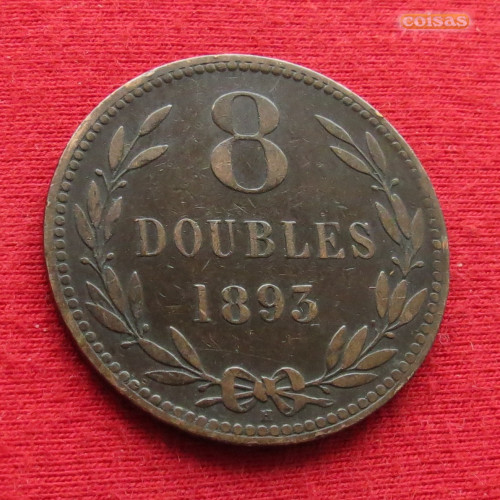 coisas
8
DOUBLES
1893
H